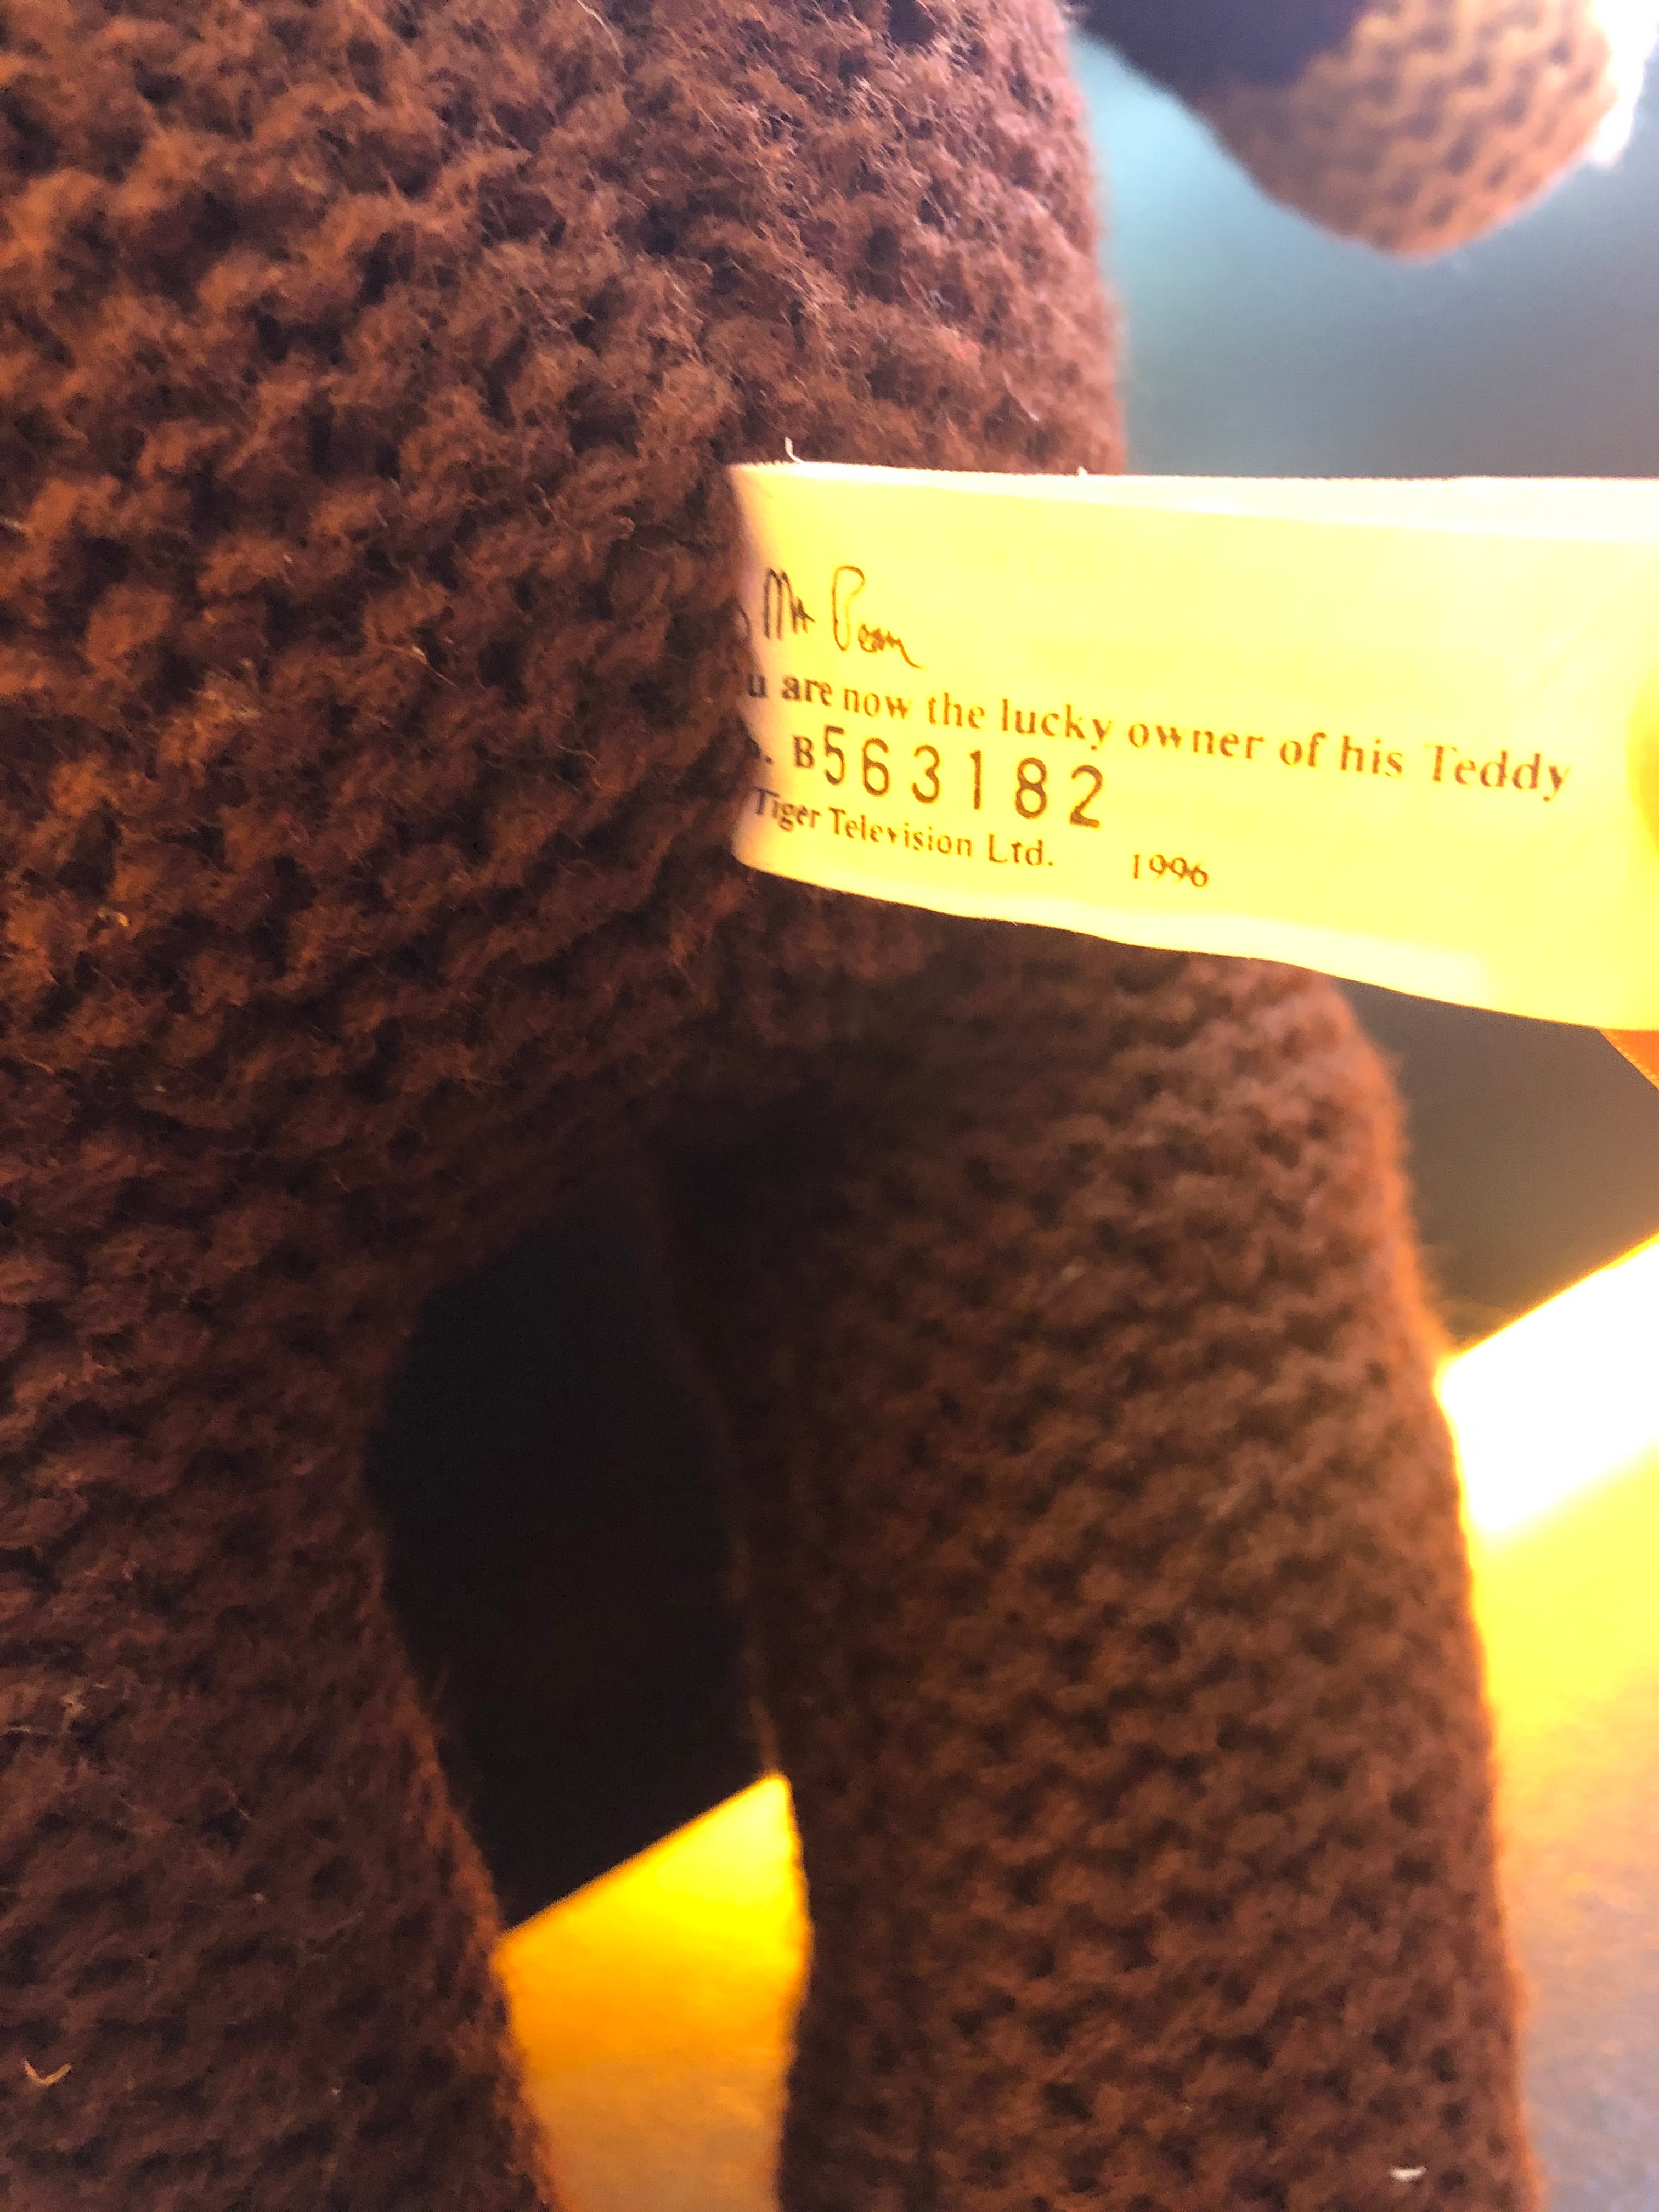 Mr Bean
u are now the lucky owner of his Teddy
. B563182
Tiger Television Ltd. 1996